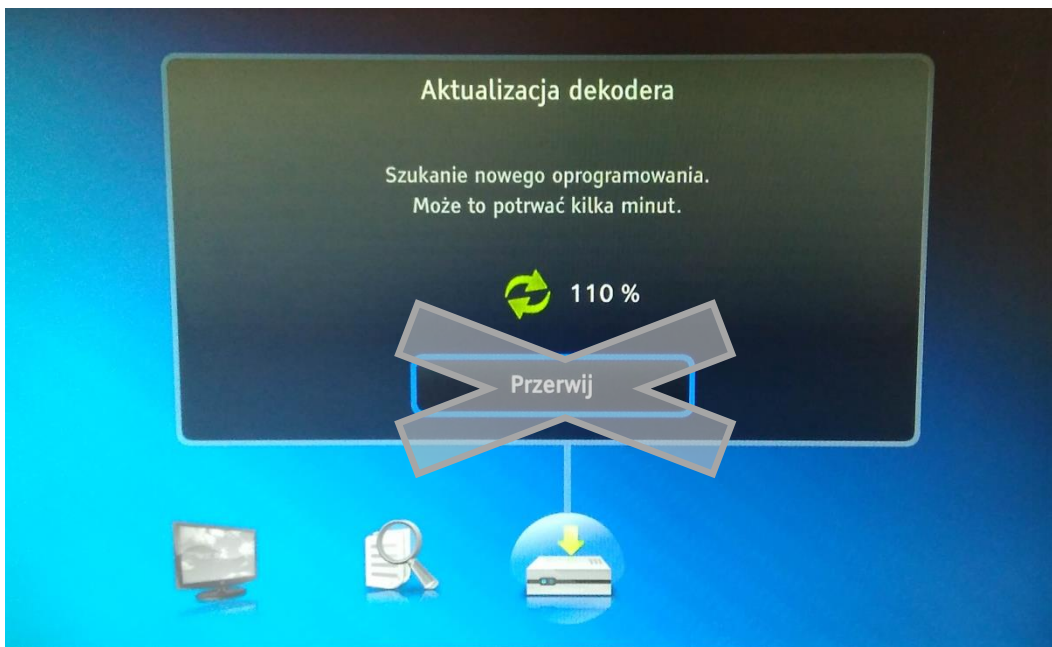 Aktualizacja dekodera
Szukanie nowego oprogramowania.
Może to potrwać kilka minut.
110 %
Przerwij